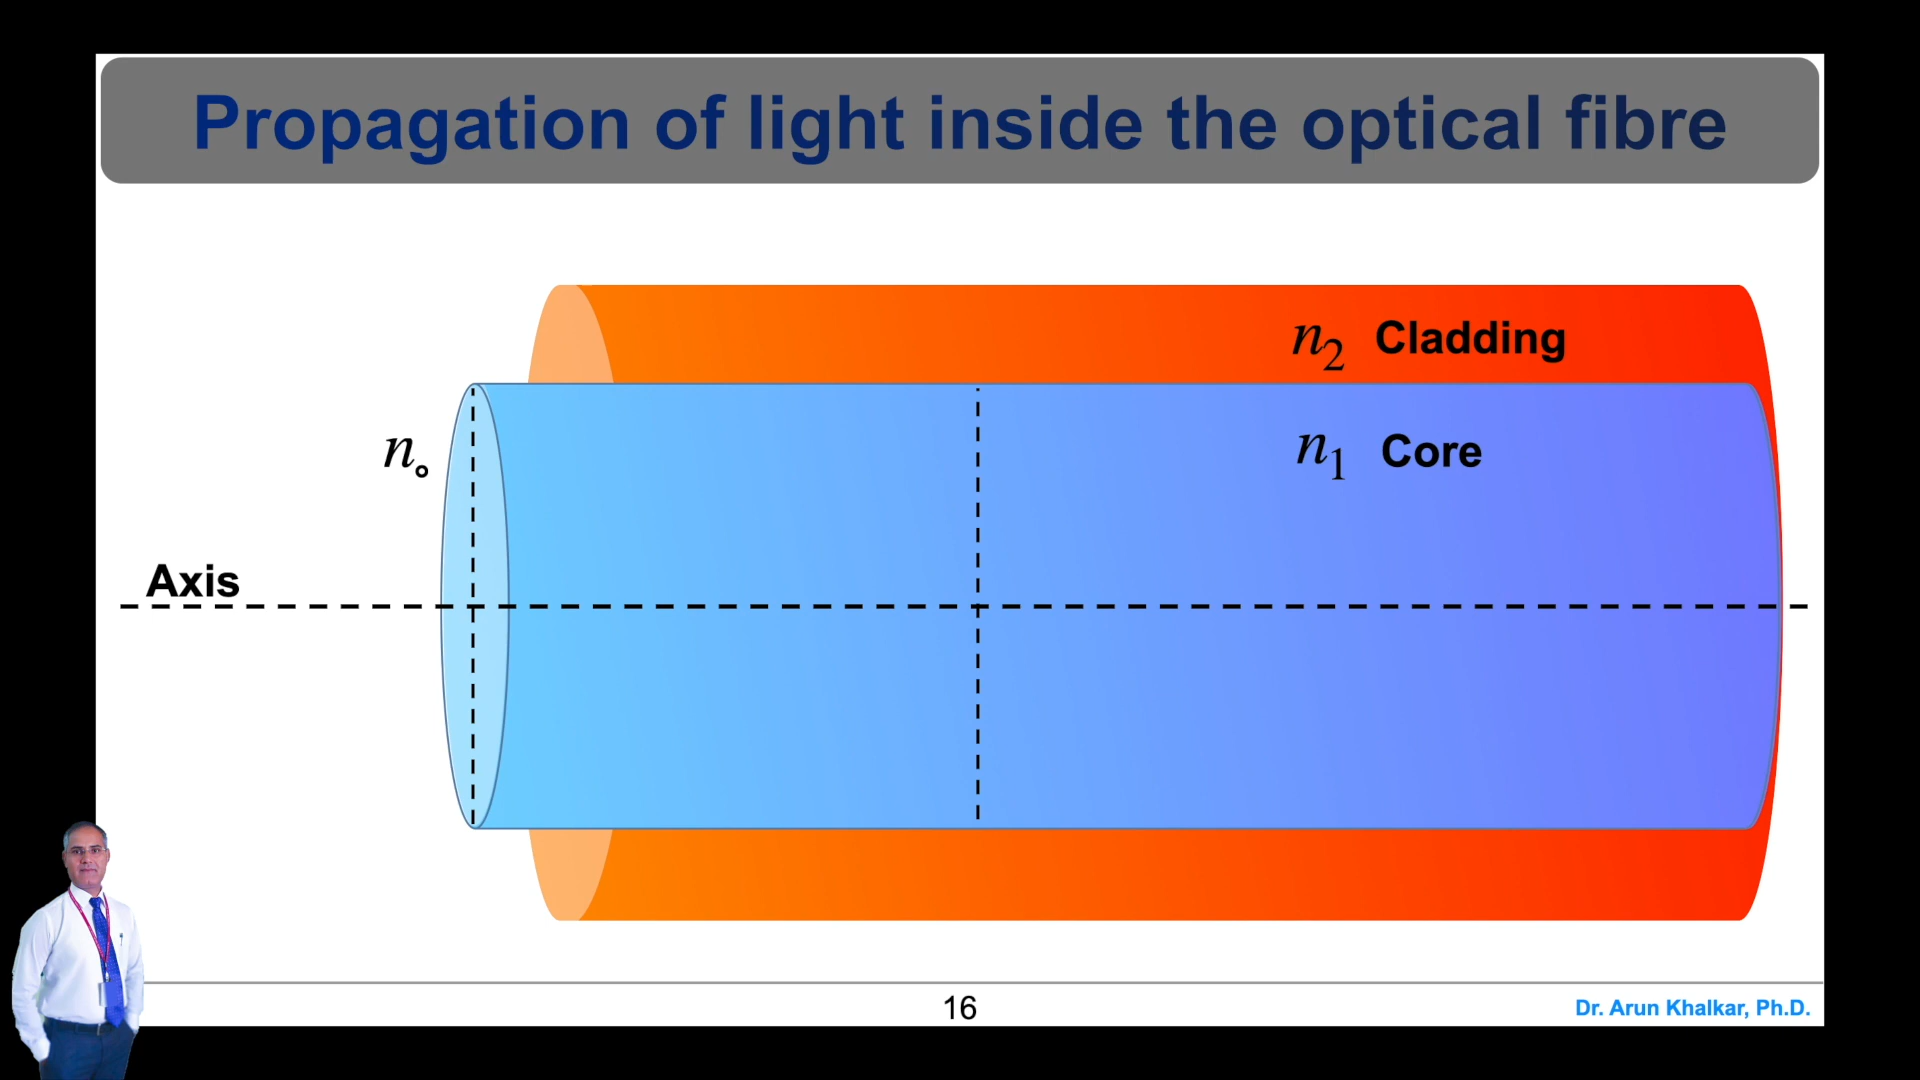 Propagation of light inside the optical fibre
n₂ Cladding
n∘
n₁ Core
Axis
16
Dr. Arun Khalkar, Ph.D.